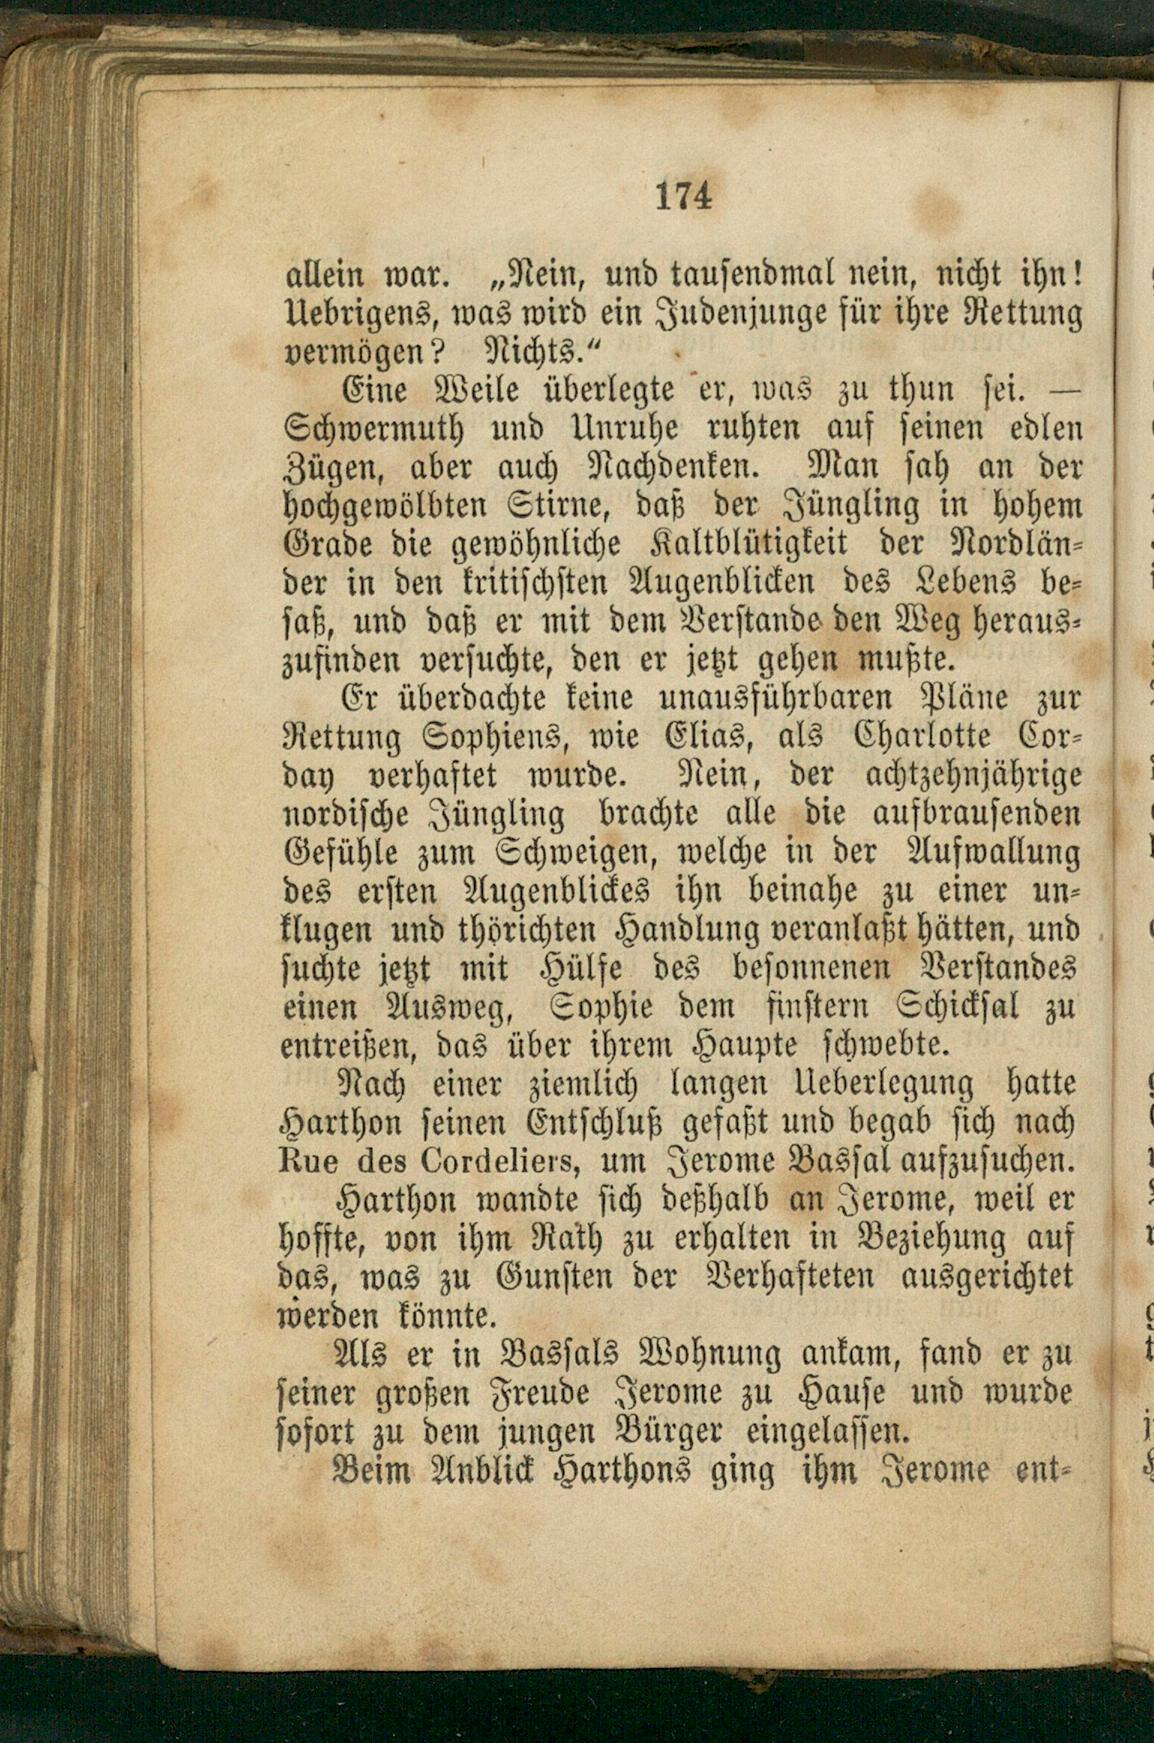 174
allein war. „Nein, und tausendmal nein, nicht ihn!
Uebrigens, was wird ein Judenjunge für ihre Rettung
vermögen? Nichts.“
Eine Weile überlegte er, was zu thun sei. —
Schwermuth und Unruhe ruhten auf seinen edlen
Zügen, aber auch Nachdenken. Man sah an der
hochgewölbten Stirne, daß der Jüngling in hohem
Grade die gewöhnliche Kaltblütigkeit der Nordlän-
der in den kritischsten Augenblicken des Lebens be-
saß, und daß er mit dem Verstande den Weg heraus-
zufinden versuchte, den er jetzt gehen mußte.
Er überdachte keine unausführbaren Pläne zur
Rettung Sophiens, wie Elias, als Charlotte Cor-
day verhaftet wurde. Nein, der achtzehnjährige
nordische Jüngling brachte alle die aufbrausenden
Gefühle zum Schweigen, welche in der Aufwallung
des ersten Augenblickes ihn beinahe zu einer un-
klugen und thörichten Handlung veranlaßt hätten, und
suchte jetzt mit Hülfe des besonnenen Verstandes
einen Ausweg, Sophie dem finstern Schicksal zu
entreißen, das über ihrem Haupte schwebte.
Nach einer ziemlich langen Ueberlegung hatte
Harthon seinen Entschluß gefaßt und begab sich nach
Rue des Cordeliers, um Jerome Bassal aufzusuchen.
Harthon wandte sich deßhalb an Jerome, weil er
hoffte, von ihm Rath zu erhalten in Beziehung auf
das, was zu Gunsten der Verhafteten ausgerichtet
werden könnte.
Als er in Bassals Wohnung ankam, fand er zu
seiner großen Freude Jerome zu Hause und wurde
sofort zu dem jungen Bürger eingelassen.
Beim Anblick Harthons ging ihm Jerome ent-